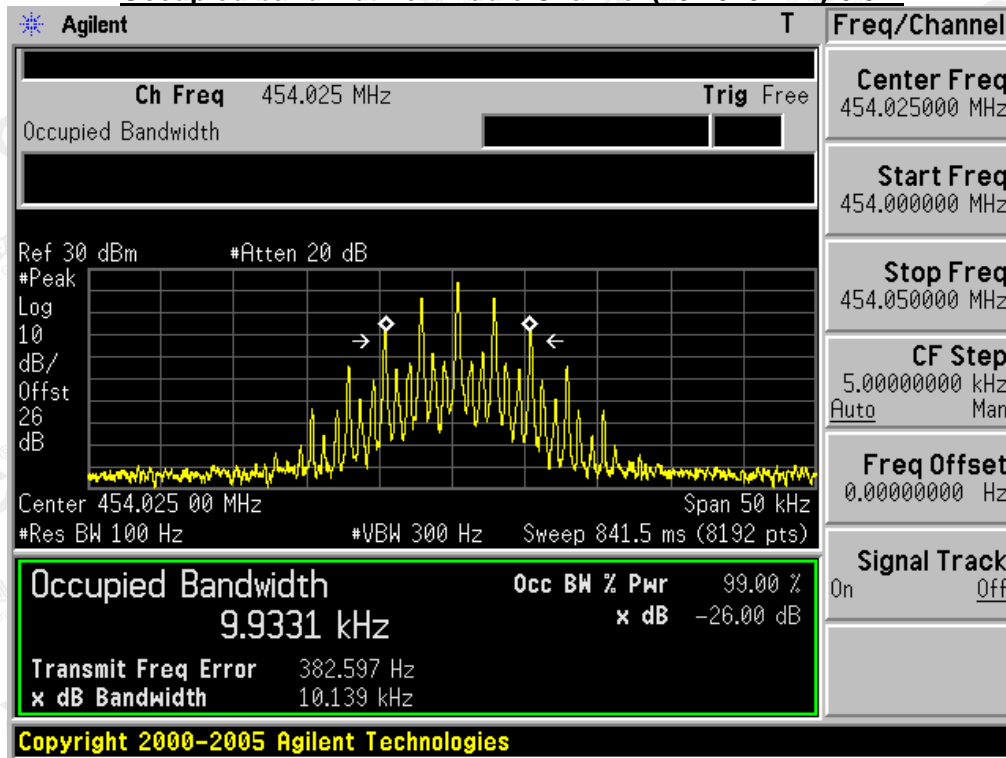 Agilent T
Freq/Channel
Ch Freq 454.025 MHz Trig Free
Occupied Bandwidth
Center Freq
454.025000 MHz
Start Freq
454.000000 MHz
Stop Freq
454.050000 MHz
CF Step
5.00000000 kHz
Auto Man
Freq Offset
0.00000000 Hz
Signal Track
On Off
Ref 30 dBm #Atten 20 dB
#Peak
Log
10
dB/
Offst
26
dB
Center 454.025 00 MHz Span 50 kHz
#Res BW 100 Hz #VBW 300 Hz Sweep 841.5 ms (8192 pts)
Occupied Bandwidth Occ BW % Pwr 99.00 %
9.9331 kHz x dB -26.00 dB
Transmit Freq Error 382.597 Hz
x dB Bandwidth 10.139 kHz
Copyright 2000-2005 Agilent Technologies